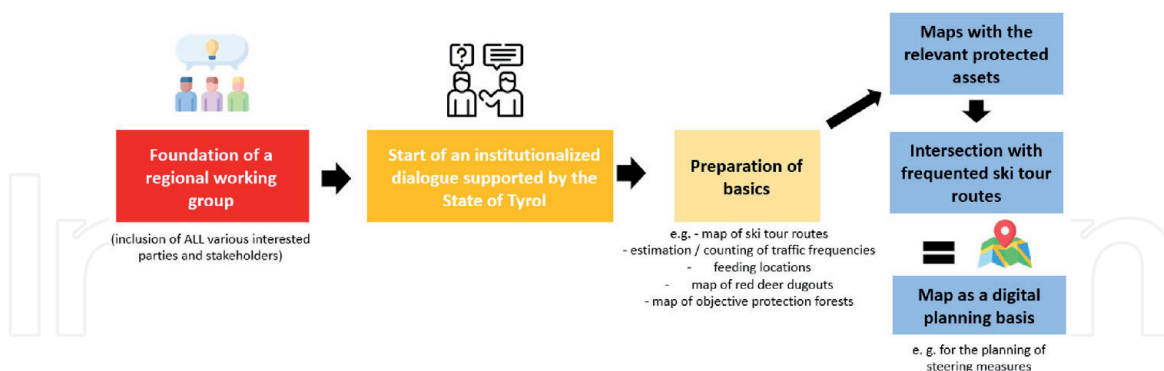 Foundation of a
regional working
group
(inclusion of ALL various interested
parties and stakeholders)
?
Start of an institutionalized
dialogue supported by the
State of Tyrol
Preparation of
basics
e.g. - map of ski tour routes
- estimation / counting of traffic frequencies
- feeding locations
- map of red deer dugouts
- map of objective protection forests
Maps with the
relevant protected
assets
Intersection with
frequented ski tour
routes
=
Map as a digital
planning basis
e. g. for the planning of
steering measures